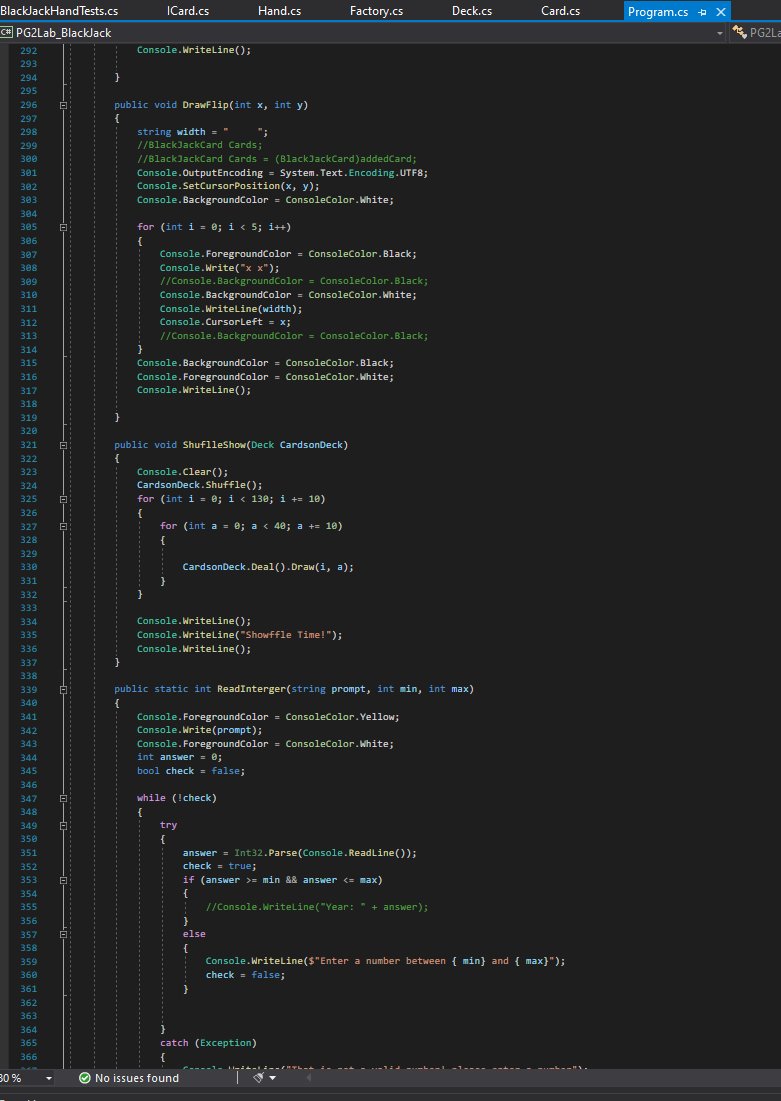 BlackJackHandTests.cs ICard.cs Hand.cs Factory.cs Deck.cs Card.cs Program.cs
C# PG2Lab_BlackJack
292 Console.WriteLine();
293
294 }
295
296 public void DrawFlip(int x, int y)
297 {
298 string width = "     ";
299 //BlackJackCard Cards;
300 //BlackJackCard Cards = (BlackJackCard)addedCard;
301 Console.OutputEncoding = System.Text.Encoding.UTF8;
302 Console.SetCursorPosition(x, y);
303 Console.BackgroundColor = ConsoleColor.White;
304
305 for (int i = 0; i < 5; i++)
306 {
307 Console.ForegroundColor = ConsoleColor.Black;
308 Console.Write("x x");
309 //Console.BackgroundColor = ConsoleColor.Black;
310 Console.BackgroundColor = ConsoleColor.White;
311 Console.WriteLine(width);
312 Console.CursorLeft = x;
313 //Console.BackgroundColor = ConsoleColor.Black;
314 }
315 Console.BackgroundColor = ConsoleColor.Black;
316 Console.ForegroundColor = ConsoleColor.White;
317 Console.WriteLine();
318
319 }
320
321 public void ShuflleShow(Deck CardsonDeck)
322 {
323 Console.Clear();
324 CardsonDeck.Shuffle();
325 for (int i = 0; i < 130; i += 10)
326 {
327 for (int a = 0; a < 40; a += 10)
328 {
329
330 CardsonDeck.Deal().Draw(i, a);
331 }
332 }
333
334 Console.WriteLine();
335 Console.WriteLine("Showffle Time!");
336 Console.WriteLine();
337 }
338
339 public static int ReadInterger(string prompt, int min, int max)
340 {
341 Console.ForegroundColor = ConsoleColor.Yellow;
342 Console.Write(prompt);
343 Console.ForegroundColor = ConsoleColor.White;
344 int answer = 0;
345 bool check = false;
346
347 while (!check)
348 {
349 try
350 {
351 answer = Int32.Parse(Console.ReadLine());
352 check = true;
353 if (answer >= min && answer <= max)
354 {
355 //Console.WriteLine("Year: " + answer);
356 }
357 else
358 {
359 Console.WriteLine($"Enter a number between { min} and { max}");
360 check = false;
361 }
362
363
364 }
365 catch (Exception)
366 {
No issues found